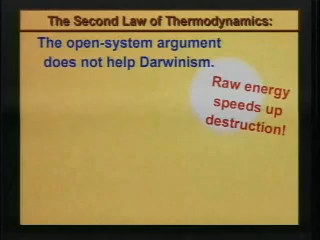 The Second Law of Thermodynamics:
The open-system argument
does not help Darwinism.
Raw energy
speeds up
destruction!